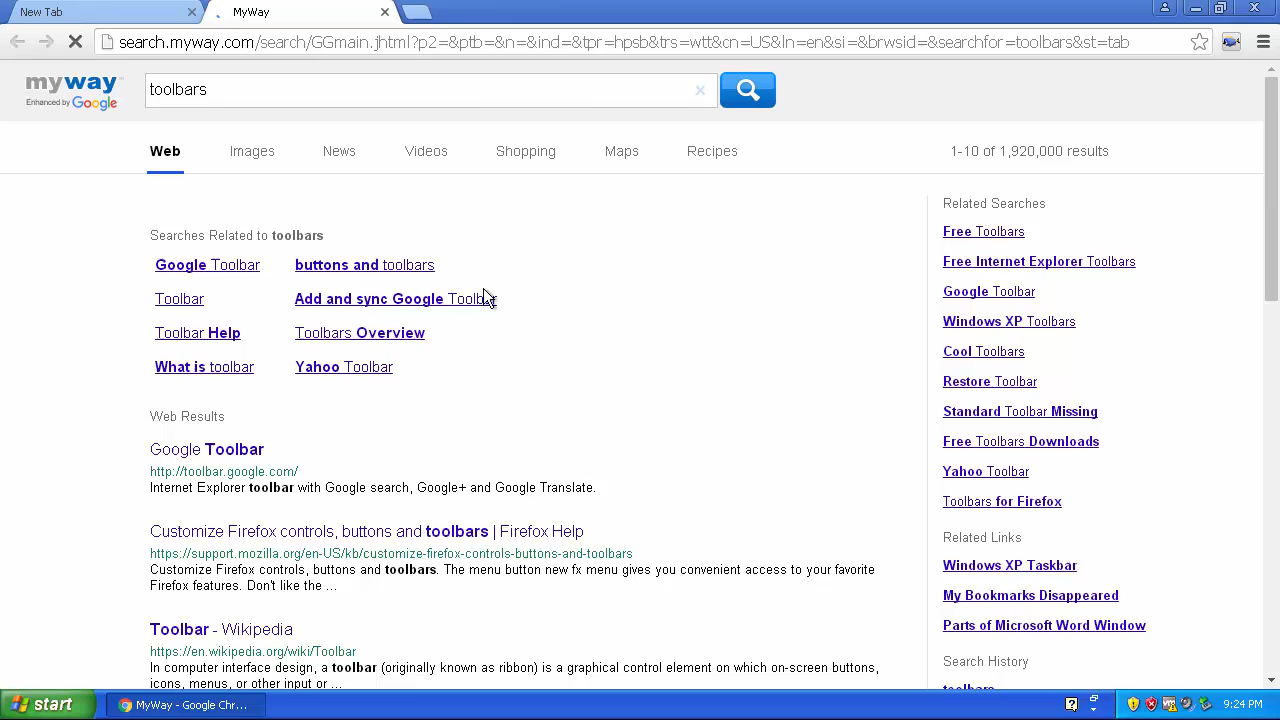 New Tab
MyWay
search.myway.com/search/GGmain.jhtml?p2=&ptb=&n=&ind=&tpr=hpsb&trs=wtt&cn=US&ln=en&si=&brwsid=&searchfor=toolbars&st=tab
myway
Enhanced by Google
toolbars
Web Images News Videos Shopping Maps Recipes
1-10 of 1,920,000 results
Searches Related to toolbars
Google Toolbar
buttons and toolbars
Toolbar
Add and sync Google
Toolbar Help
Toolbars Overview
What is toolbar
Yahoo Toolbar
Web Results
Google Toolbar
http://toolbar.google.com/
Internet Explorer toolbar with Google search, Google+ and Google Translate.
Customize Firefox controls, buttons and toolbars | Firefox Help
https://support.mozilla.org/en-US/kb/customize-firefox-controls-buttons-and-toolbars
Customize Firefox controls, buttons and toolbars. The menu button new fx menu gives you convenient access to your favorite
Firefox features. Don't like the ...
Toolbar - Wikipedia
https://en.wikipedia.org/wiki/Toolbar
In computer interface design, a toolbar (originally known as ribbon) is a graphical control element on which on-screen buttons,
icons, menus, or other input or ...
Related Searches
Free Toolbars
Free Internet Explorer Toolbars
Google Toolbar
Windows XP Toolbars
Cool Toolbars
Restore Toolbar
Standard Toolbar Missing
Free Toolbars Downloads
Yahoo Toolbar
Toolbars for Firefox
Related Links
Windows XP Taskbar
My Bookmarks Disappeared
Parts of Microsoft Word Window
Search History
toolbars
start
MyWay - Google Chr...
9:24 PM